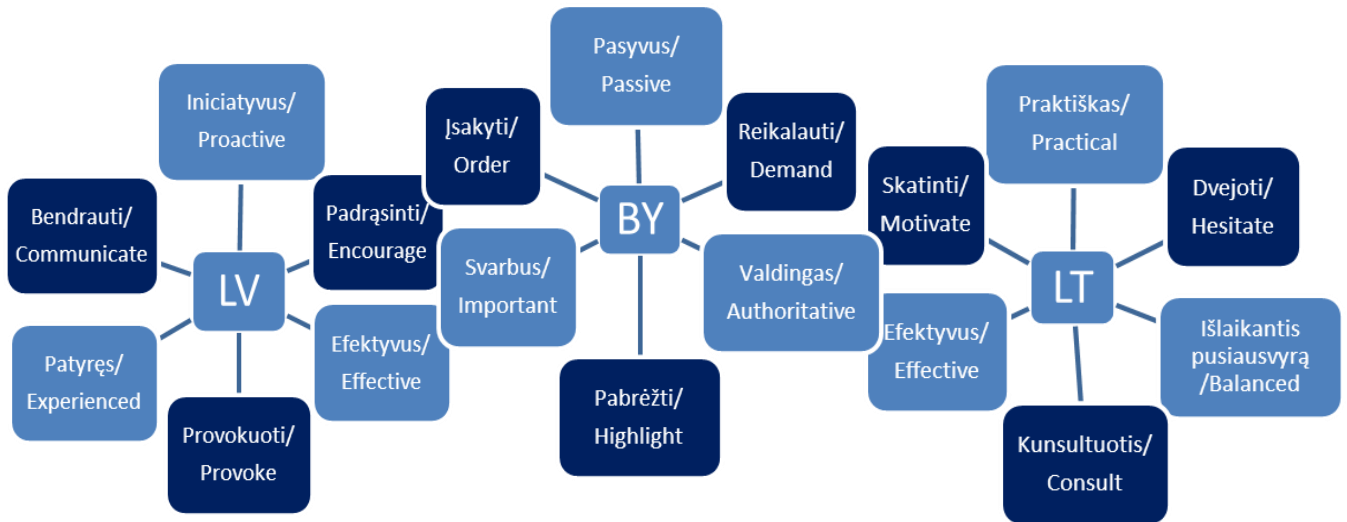 Iniciatyvus/
Proactive
Bendrauti/
Communicate
Padrąsinti/
Encourage
LV
Patyręs/
Experienced
Efektyvus/
Effective
Provokuoti/
Provoke
Pasyvus/
Passive
Įsakyti/
Order
Reikalauti/
Demand
BY
Svarbus/
Important
Valdingas/
Authoritative
Pabrėžti/
Highlight
Praktiškas/
Practical
Skatinti/
Motivate
Dvejoti/
Hesitate
LT
Efektyvus/
Effective
Išlaikantis
pusiausvyrą
/Balanced
Kunsultuotis/
Consult